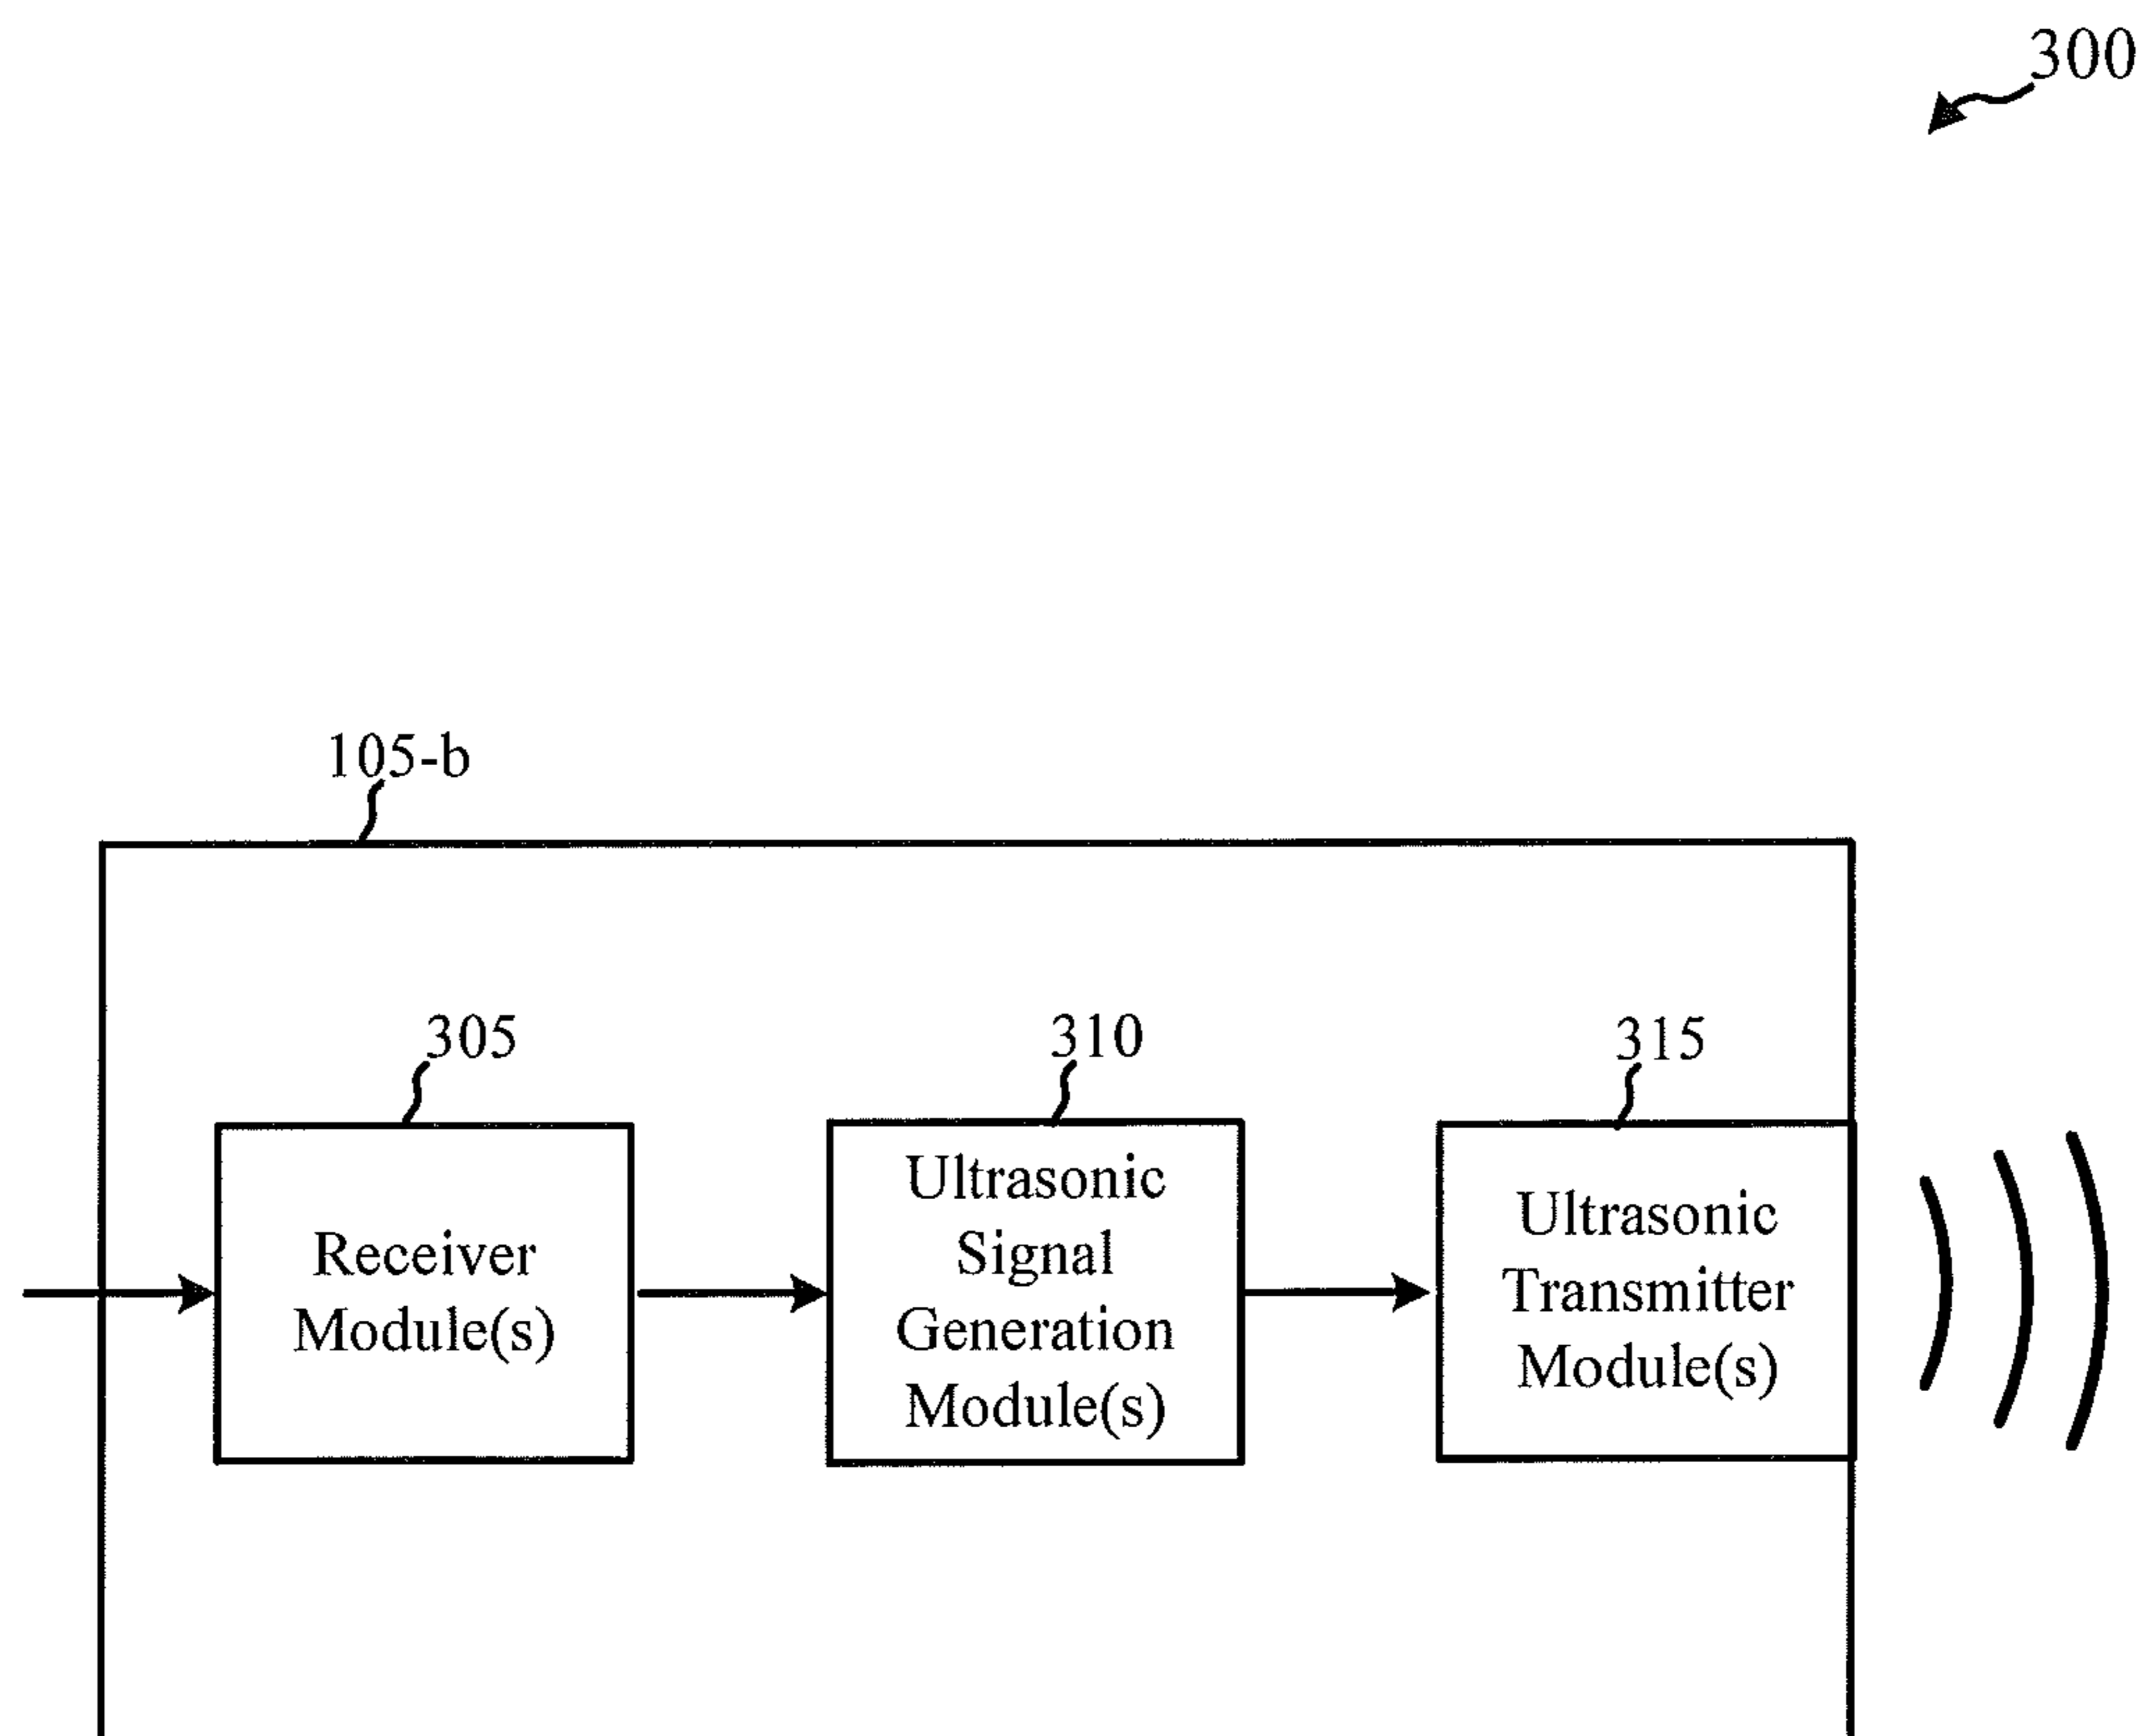 300
105-b
305
310
315
Receiver
Module(s)
Ultrasonic
Signal
Generation
Module(s)
Ultrasonic
Transmitter
Module(s)